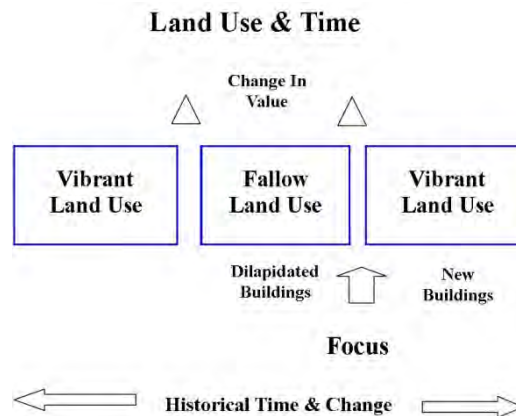 Land Use & Time
Change In
Value
Vibrant
Land Use
Fallow
Land Use
Vibrant
Land Use
Dilapidated
Buildings
New
Buildings
Focus
Historical Time & Change